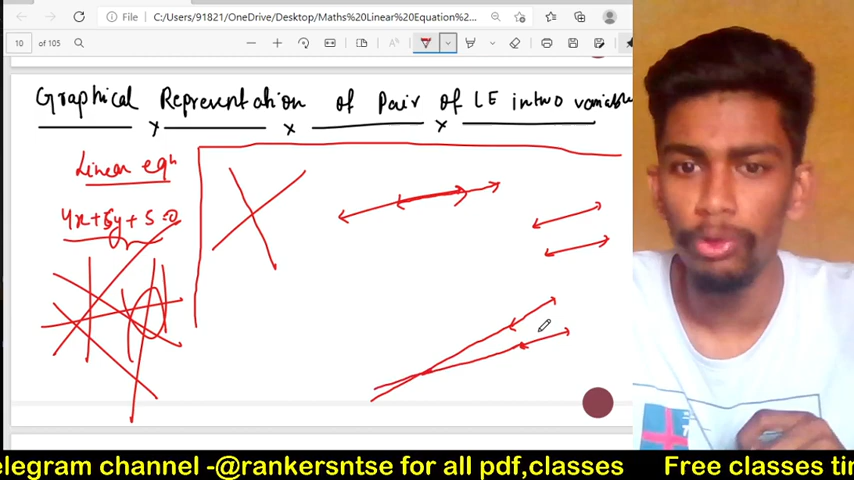 File
C:/Users/91821/OneDrive/Desktop/Maths%20Linear%20Equation%2...
10 of 105
Graphical Representation of Pair of LE in two variable
Linear eqn
4x+5y+5=0
elegram channel -@rankersntse for all pdf,classes Free classes tim